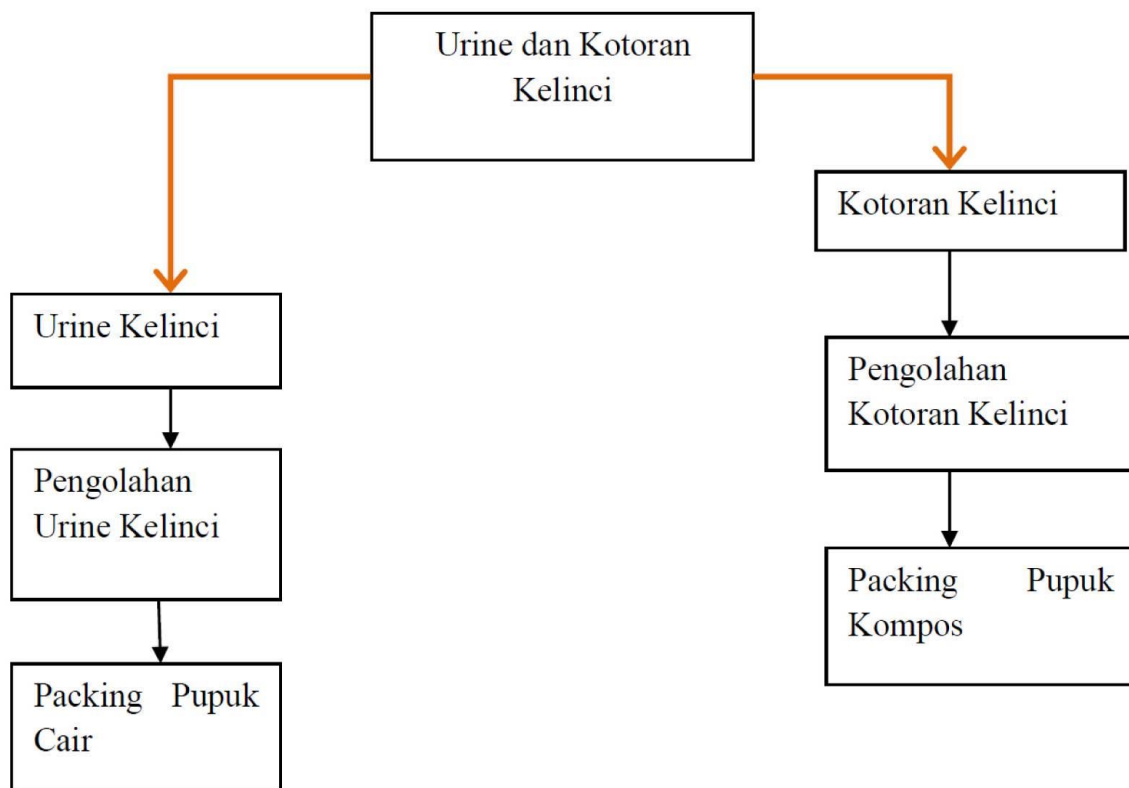 Urine dan Kotoran
Kelinci
Kotoran Kelinci
Urine Kelinci
Pengolahan
Kotoran Kelinci
Pengolahan
Urine Kelinci
Packing Pupuk
Kompos
Packing Pupuk
Cair